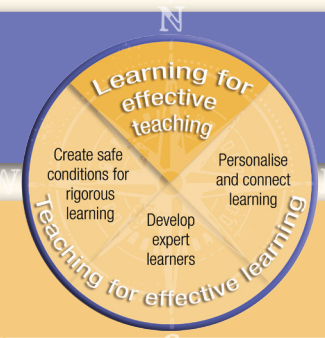 N
Learning for
effective
teaching
Create safe
conditions for
rigorous
learning
Personalise
and connect
learning
Develop
expert
learners
Teaching for effective learning
W
S